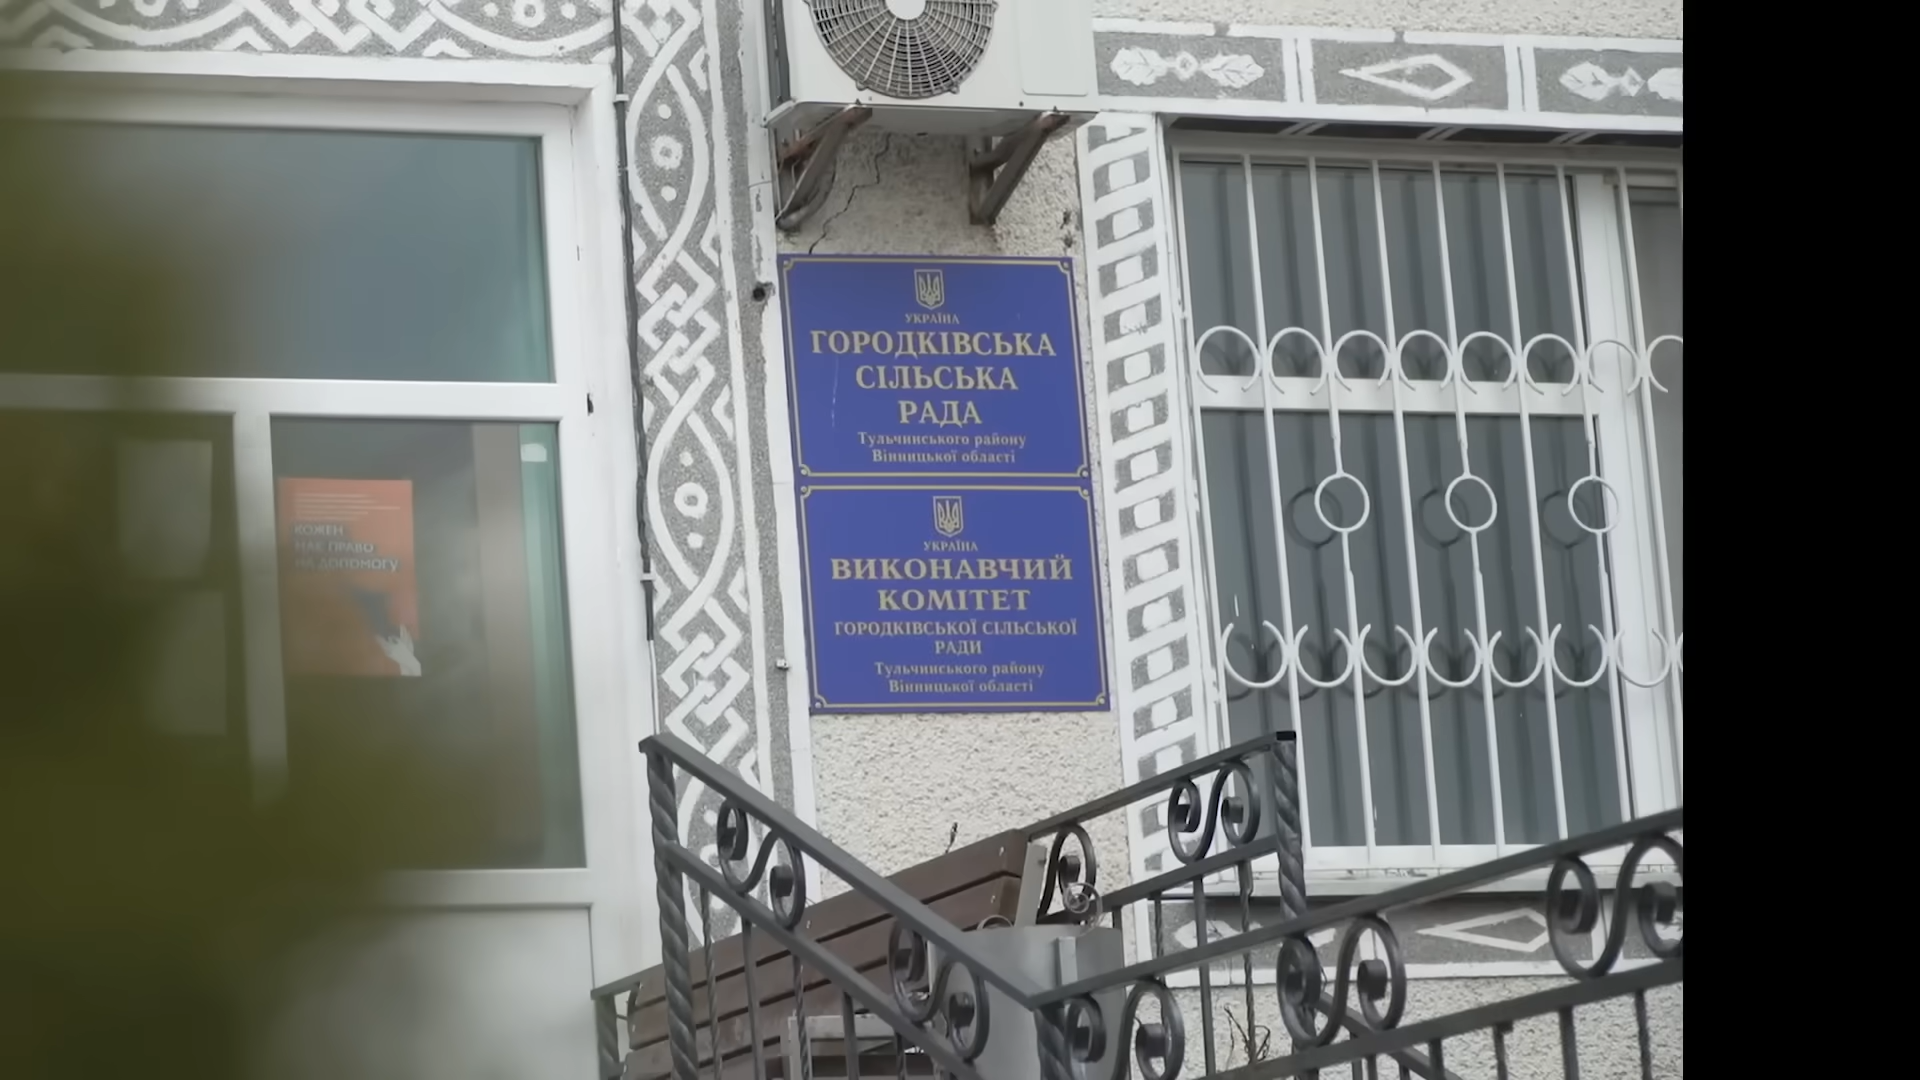 УКРАЇНА
ГОРОДКІВСЬКА
СІЛЬСЬКА
РАДА
Тульчинського району
Вінницької області
УКРАЇНА
ВИКОНАВЧИЙ
КОМІТЕТ
ГОРОДКІВСЬКОЇ СІЛЬСЬКОЇ
РАДИ
Тульчинського району
Вінницької області
КОЖЕН
МАЄ ПРАВО
НА ДОПОМОГУ